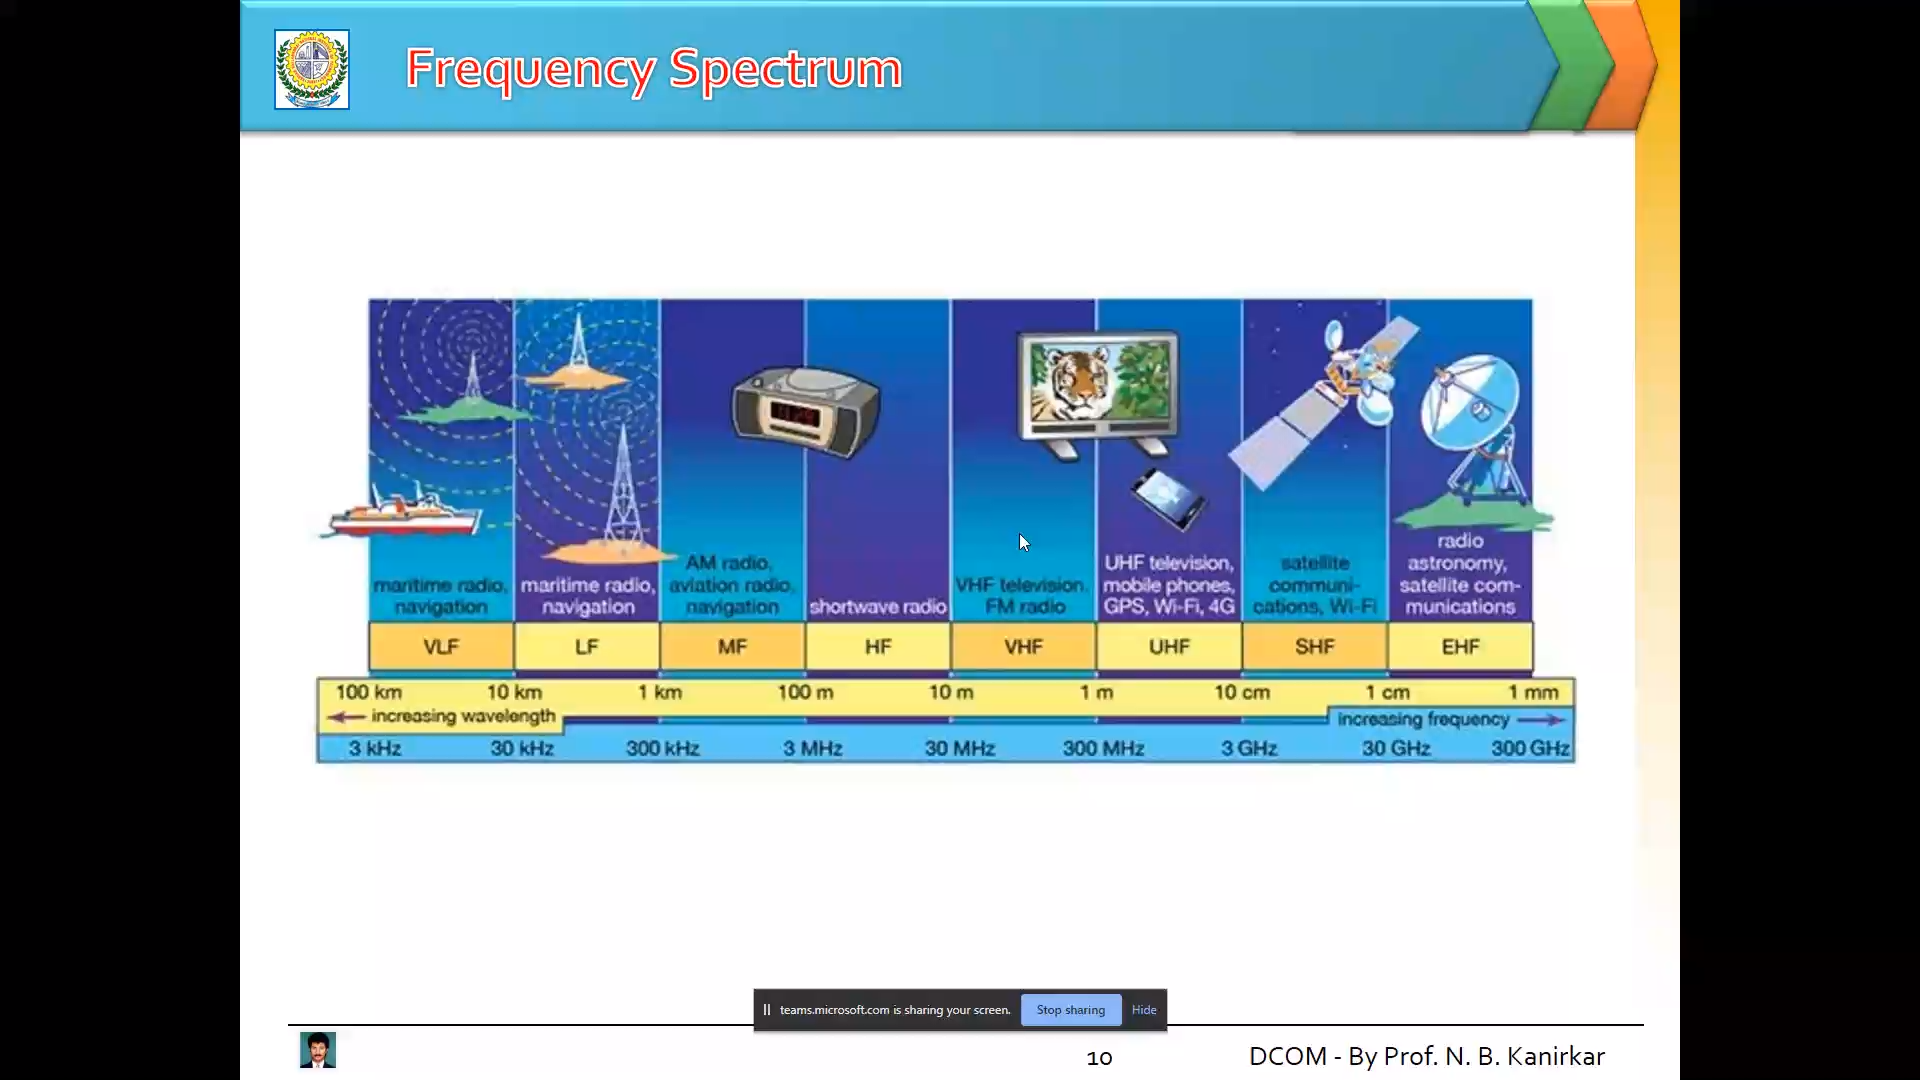 Frequency Spectrum
maritime radio,
navigation
maritime radio,
navigation
AM radio,
aviation radio,
navigation
shortwave radio
VHF television,
FM radio
UHF television,
mobile phones,
GPS, Wi-Fi, 4G
satellite
communi-
cations, Wi-Fi
radio
astronomy,
satellite com-
munications
VLF LF MF HF VHF UHF SHF EHF
100 km 10 km 1 km 100 m 10 m 1 m 10 cm 1 cm 1 mm
increasing wavelength increasing frequency
3 kHz 30 kHz 300 kHz 3 MHz 30 MHz 300 MHz 3 GHz 30 GHz 300 GHz
teams.microsoft.com is sharing your screen. Stop sharing Hide
10 DCOM - By Prof. N. B. Kanirkar